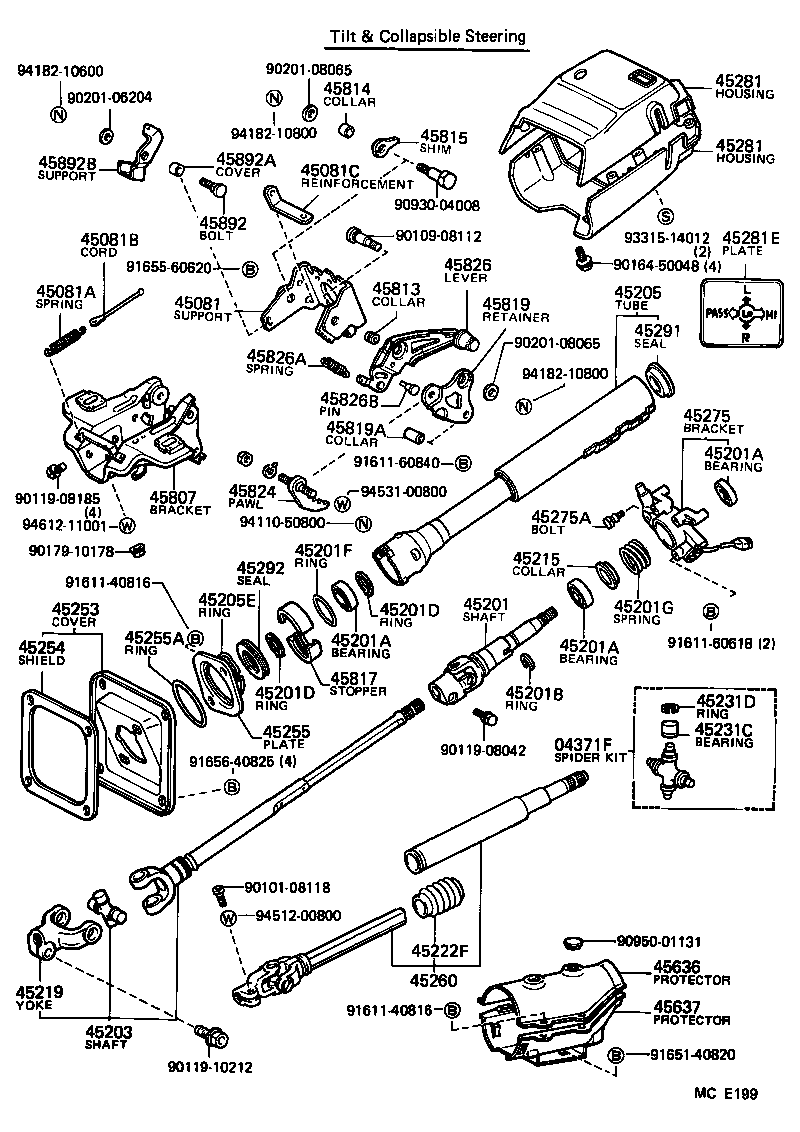 Tilt & Collapsible Steering
94182-10600
90201-06204
N
45892B
SUPPORT
90201-08065
N
94182-10800
45814
COLLAR
45892A
COVER
45892
BOLT
45081C
REINFORCEMENT
45815
SHIM
90930-04008
90109-08112
45281
HOUSING
45281
HOUSING
S
93315-14012
(2)
90164-50048 (4)
45281E
PLATE
L
PASS Lo HI
R
45081B
CORD
45081A
SPRING
91655-60620 B
45081
SUPPORT
45813
COLLAR
45826
LEVER
45819
RETAINER
45826A
SPRING
45826B
PIN
45819A
COLLAR
90201-08065
94182-10800
N
45205
TUBE
45291
SEAL
90119-08185
(4)
94612-11001 W
90179-10178
45807
BRACKET
45824
PAWL
94110-50800 N
W 94531-00800
91611-60840 B
45275
BRACKET
45201A
BEARING
45275A
BOLT
45215
COLLAR
45201G
SPRING
B
91611-60618 (2)
45201A
BEARING
91611-40816
B
45253
COVER
45254
SHIELD
45255A
RING
45205E
RING
45292
SEAL
45201F
RING
45201D
RING
45201A
BEARING
45201D
RING
45817
STOPPER
45255
PLATE
91656-40825 (4)
B
45201
SHAFT
45201B
RING
90119-08042
04371F
SPIDER KIT
45231D
RING
45231C
BEARING
90101-08118
W 94512-00800
45219
YOKE
45203
SHAFT
90119-10212
45222F
45260
91611-40816 B
90950-01131
45636
PROTECTOR
45637
PROTECTOR
B 91651-40820
MC E199